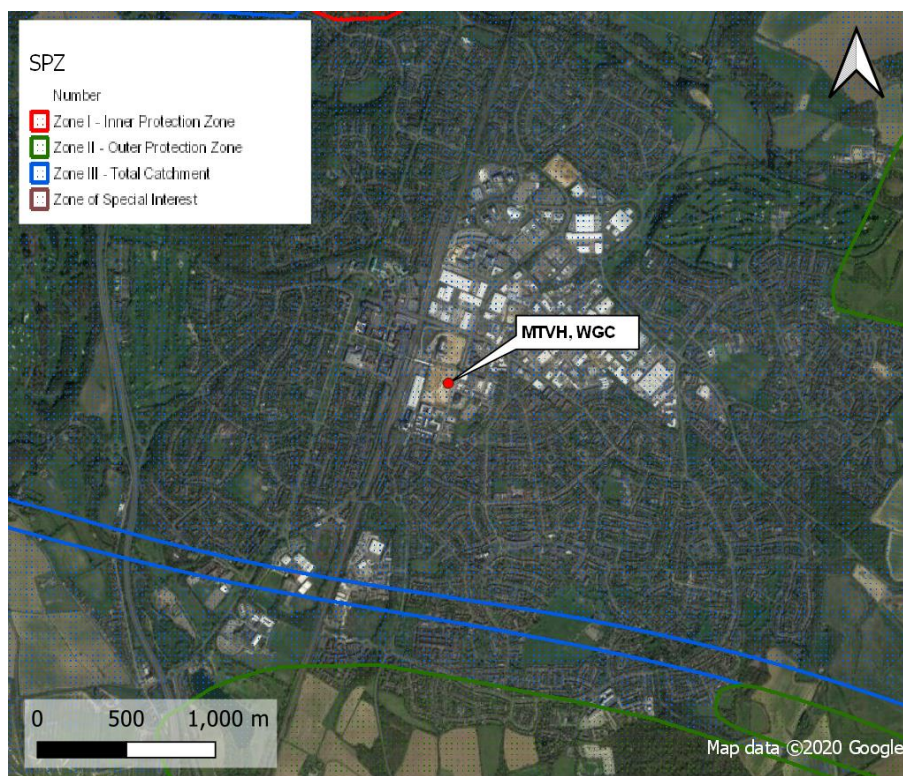 SPZ
Number
Zone I - Inner Protection Zone
Zone II - Outer Protection Zone
Zone III - Total Catchment
Zone of Special Interest
MTVH, WGC
0 500 1,000 m
Map data ©2020 Google